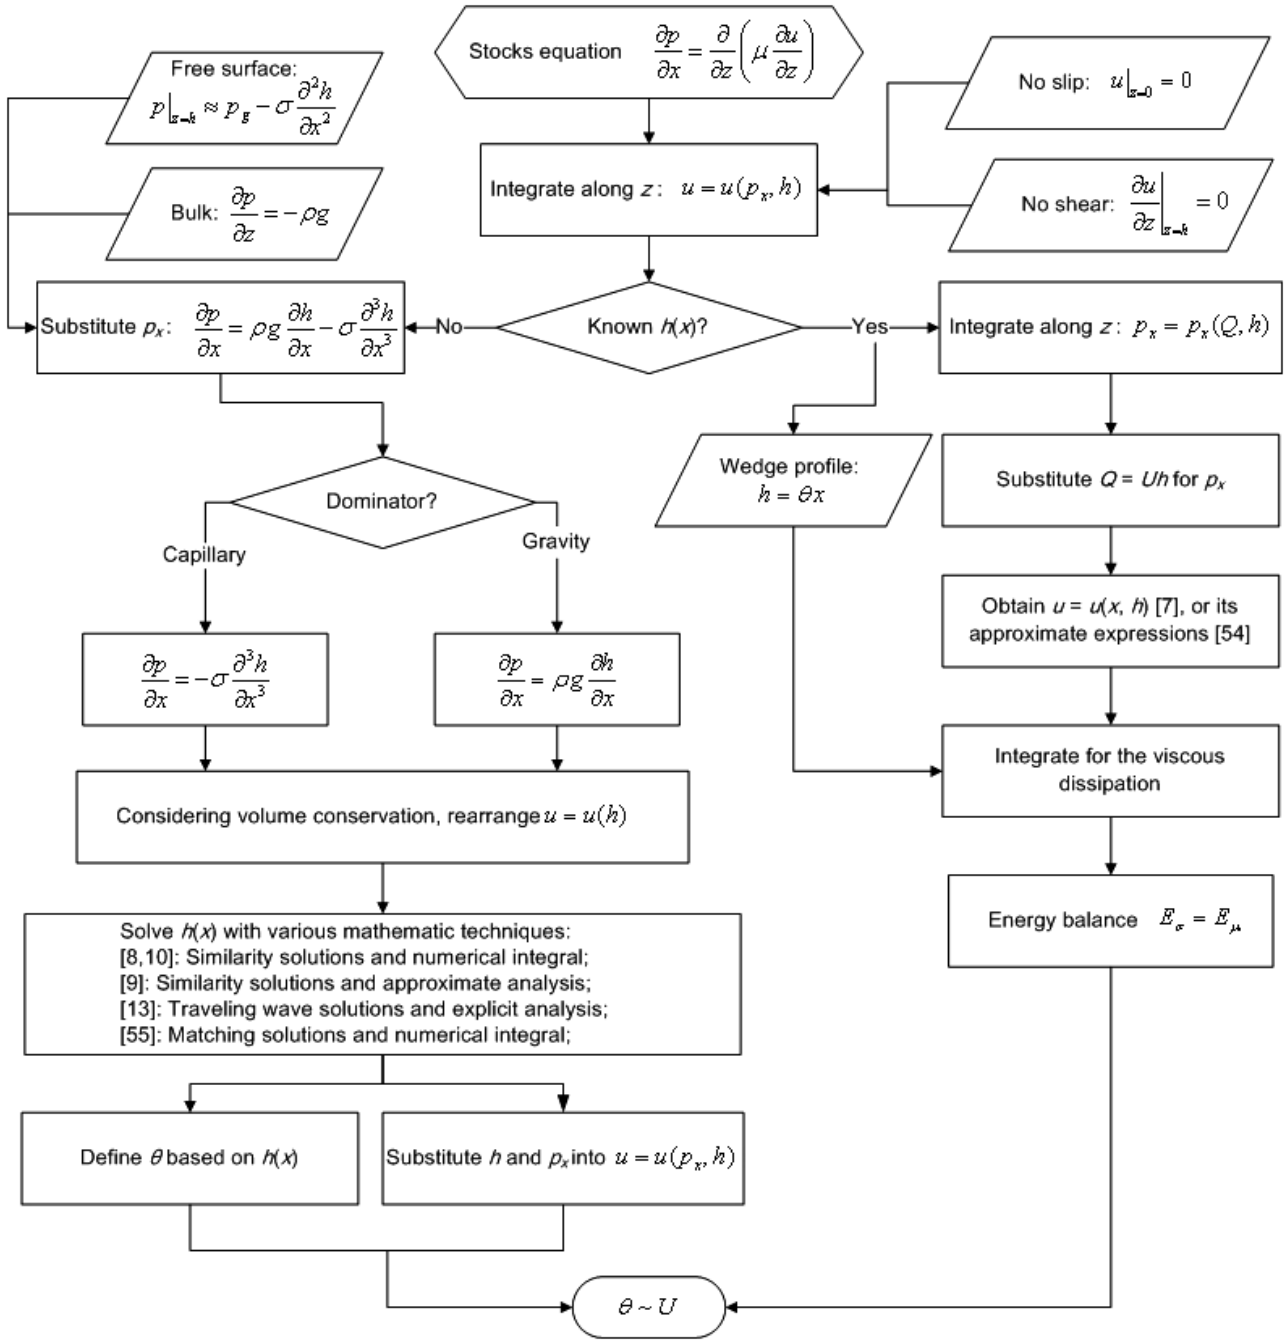 Stocks equation ∂p/∂x = ∂/∂z (μ ∂u/∂z)
Free surface:
p|z=h ≈ pg − σ ∂²h/∂x²
No slip: u|z=0 = 0
Integrate along z: u = u(px, h)
Bulk: ∂p/∂z = −ρg
No shear: ∂u/∂z|z=h = 0
Substitute px: ∂p/∂x = ρg ∂h/∂x − σ ∂³h/∂x³
No
Known h(x)?
Yes
Integrate along z: px = px(Q, h)
Wedge profile:
h = θx
Substitute Q = Uh for px
Dominator?
Capillary
Gravity
Obtain u = u(x, h) [7], or its
approximate expressions [54]
∂p/∂x = −σ ∂³h/∂x³
∂p/∂x = ρg ∂h/∂x
Integrate for the viscous
dissipation
Considering volume conservation, rearrange u = u(h)
Energy balance Eσ = Eμ
Solve h(x) with various mathematic techniques:
[8,10]: Similarity solutions and numerical integral;
[9]: Similarity solutions and approximate analysis;
[13]: Traveling wave solutions and explicit analysis;
[55]: Matching solutions and numerical integral;
Define θ based on h(x)
Substitute h and px into u = u(px, h)
θ ~ U